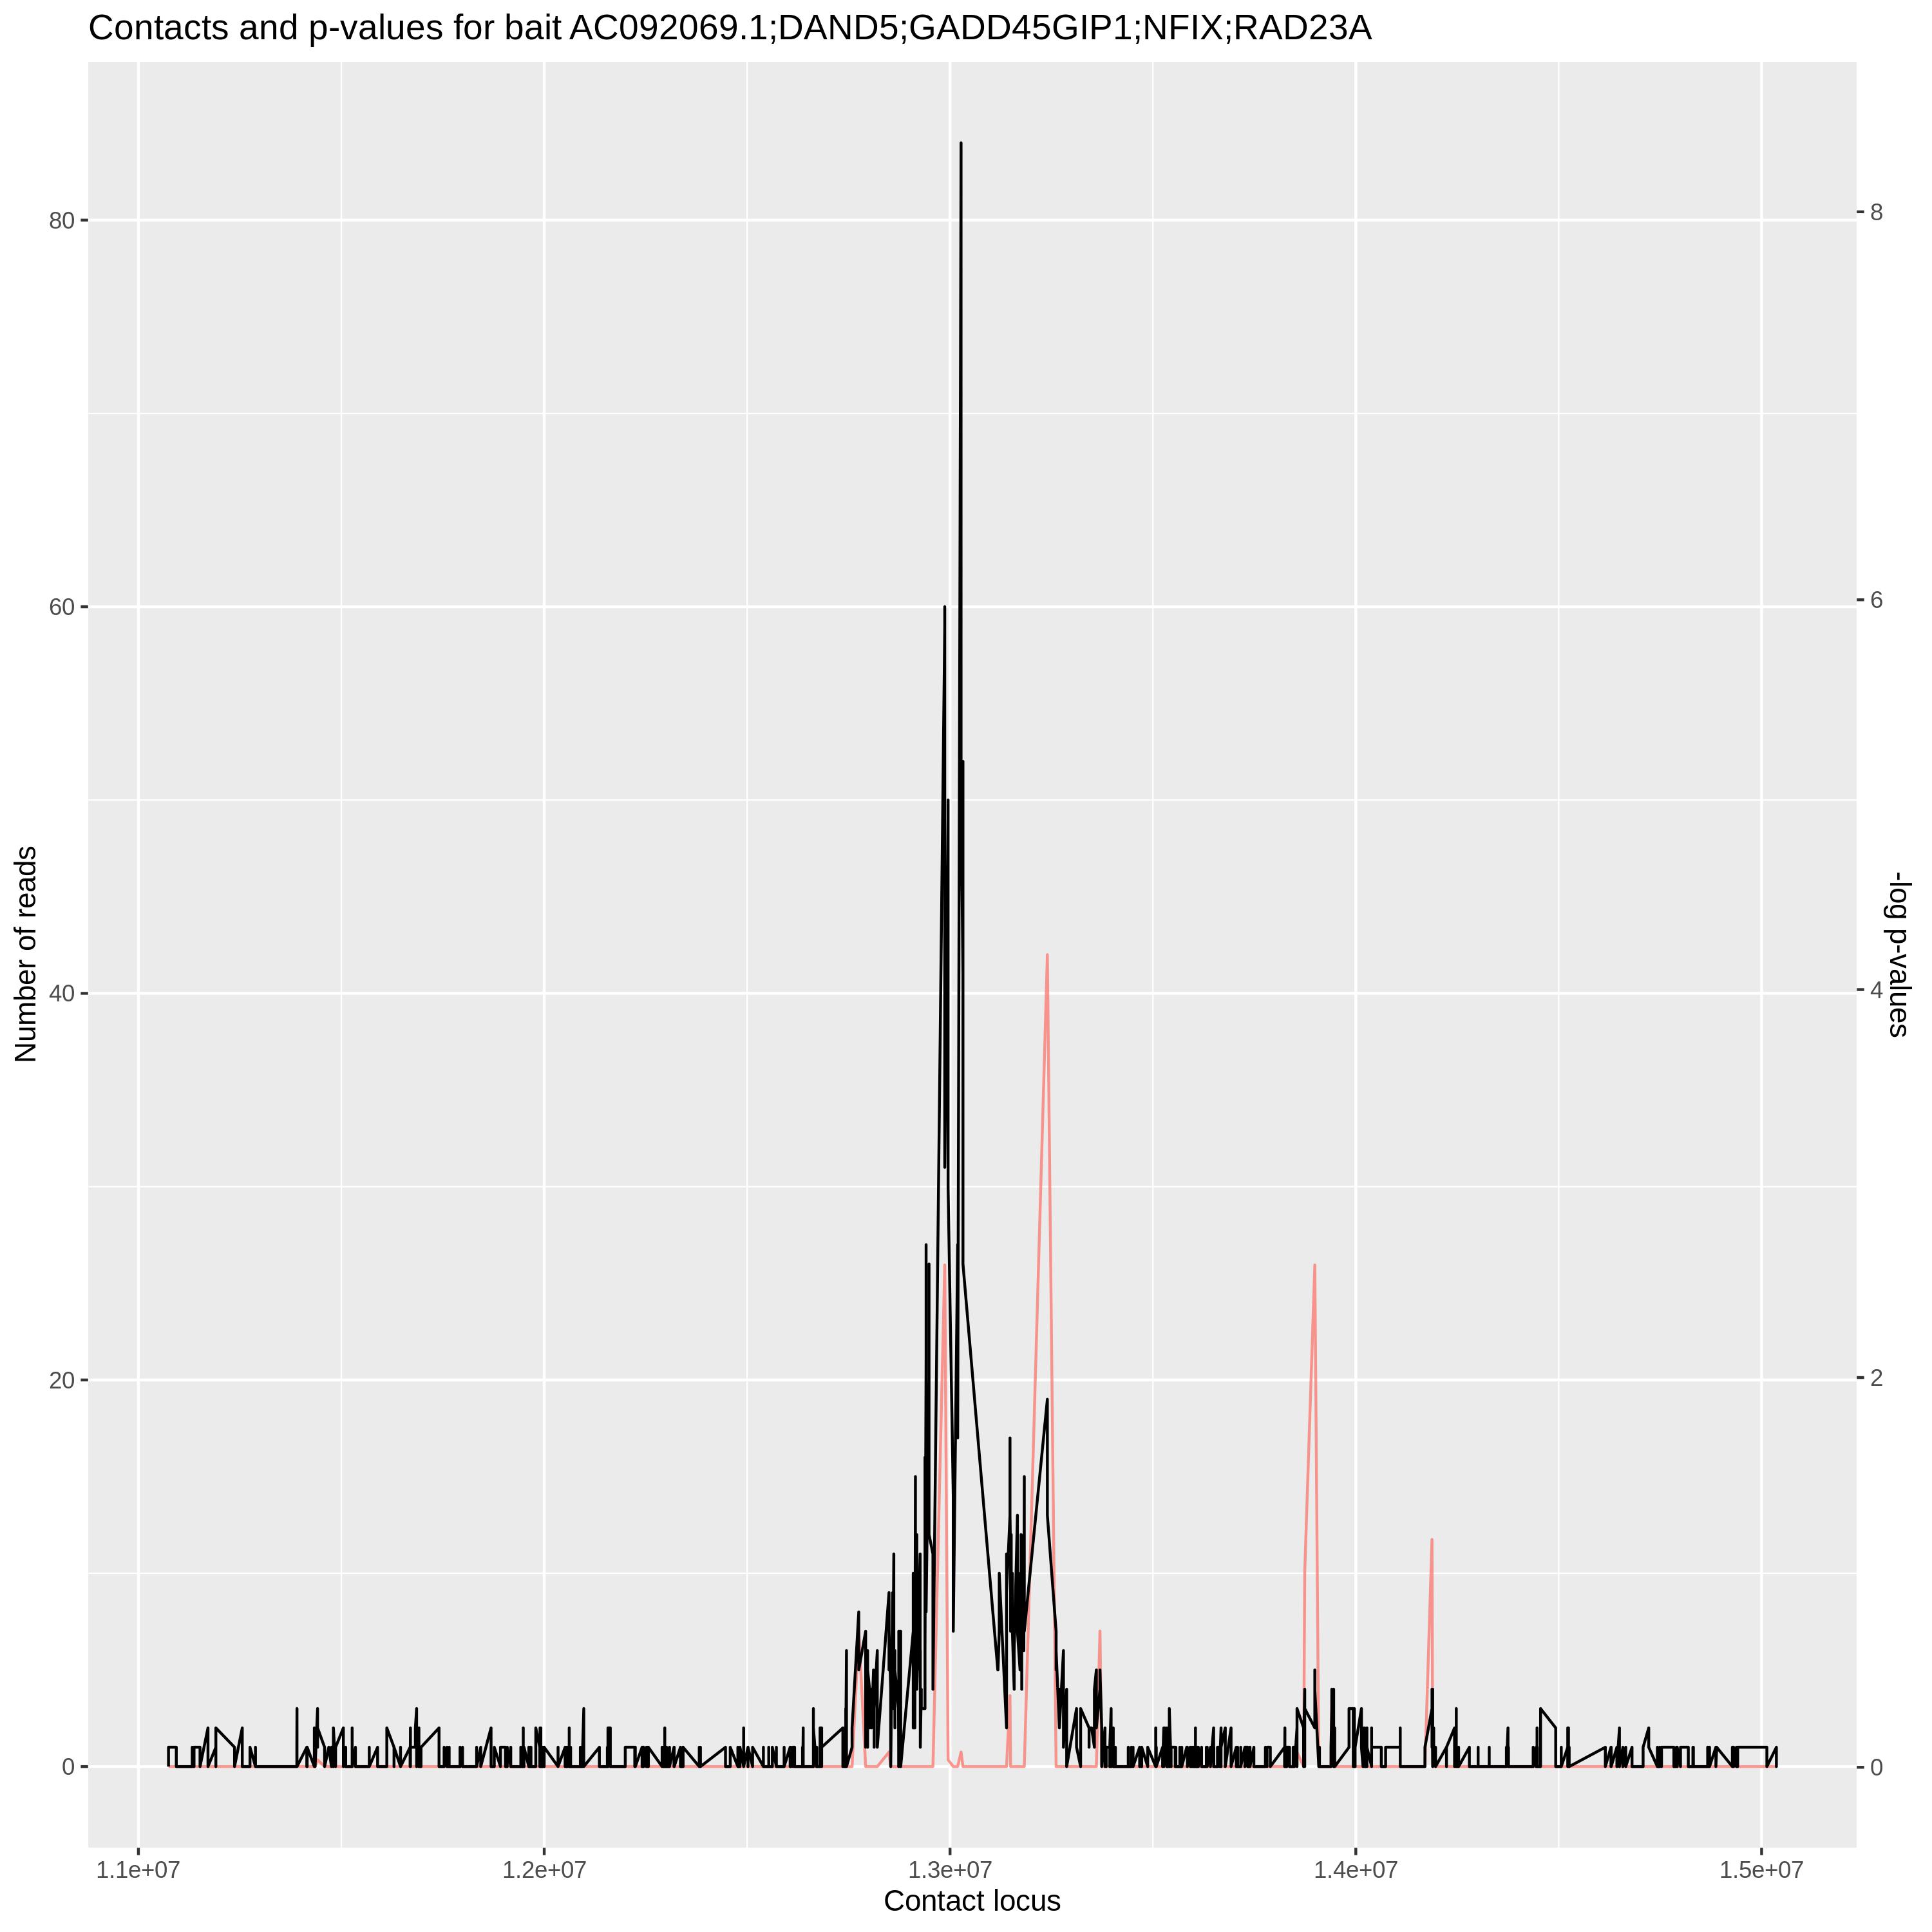 Contacts and p-values for bait AC092069.1;DAND5;GADD45GIP1;NFIX;RAD23A
80
60
40
20
0
Number of reads
8
6
4
2
0
-log p-values
1.1e+07
1.2e+07
1.3e+07
1.4e+07
1.5e+07
Contact locus